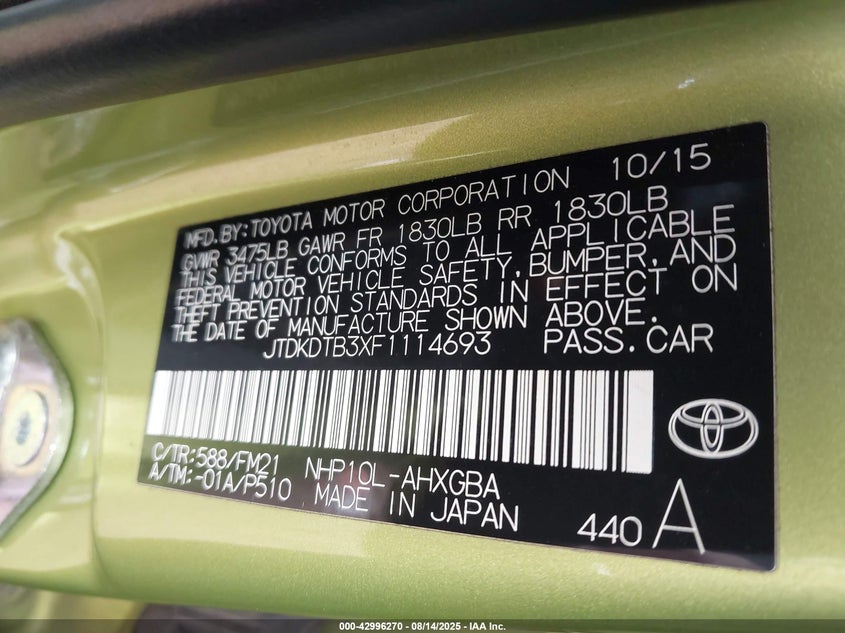 MFD.BY:TOYOTA MOTOR CORPORATION 10/15
GVWR 3475LB GAWR FR 1830LB RR 1830LB
THIS VEHICLE CONFORMS TO ALL APPLICABLE
FEDERAL MOTOR VEHICLE SAFETY,BUMPER,AND
THEFT PREVENTION STANDARDS IN EFFECT ON
THE DATE OF MANUFACTURE SHOWN ABOVE.
JTDKDTB3XF1114693 PASS.CAR
C/TR:588/FM21 NHP10L-AHXGBA
A/TM:-01A/P510 MADE IN JAPAN
440 A
000-42996270 - 08/14/2025 - IAA Inc.